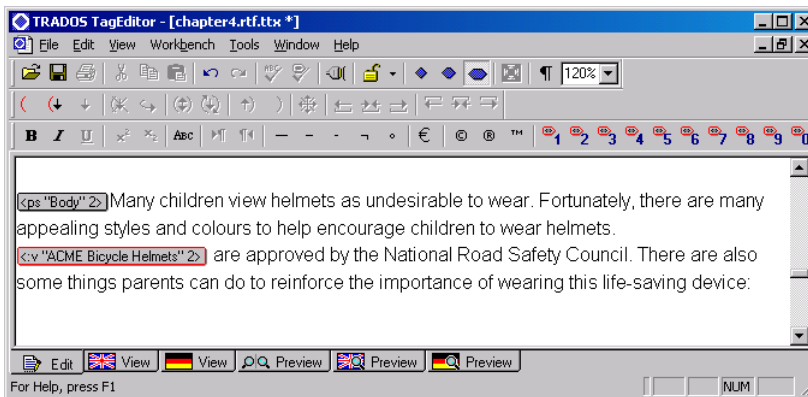 TRADOS TagEditor - [chapter4.rtf.ttx *]
File Edit View Workbench Tools Window Help
ABC ¶ 120%
B I U x² x₂ ABC ¶ ¶ — – - ¬ ° € © ® ™ 1 2 3 4 5 6 7 8 9 0
<ps "Body" 2> Many children view helmets as undesirable to wear. Fortunately, there are many
appealing styles and colours to help encourage children to wear helmets.
<:v "ACME Bicycle Helmets" 2> are approved by the National Road Safety Council. There are also
some things parents can do to reinforce the importance of wearing this life-saving device:
Edit View View Preview Preview Preview
For Help, press F1 NUM